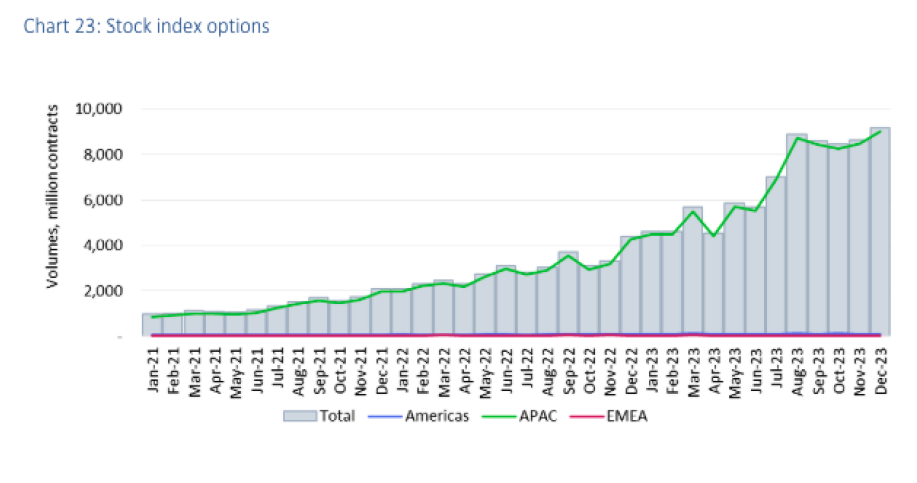 Chart 23: Stock index options
Volumes, million contracts
10,000
8,000
6,000
4,000
2,000
-
Jan-21
Feb-21
Mar-21
Apr-21
May-21
Jun-21
Jul-21
Aug-21
Sep-21
Oct-21
Nov-21
Dec-21
Jan-22
Feb-22
Mar-22
Apr-22
May-22
Jun-22
Jul-22
Aug-22
Sep-22
Oct-22
Nov-22
Dec-22
Jan-23
Feb-23
Mar-23
Apr-23
May-23
Jun-23
Jul-23
Aug-23
Sep-23
Oct-23
Nov-23
Dec-23
Total Americas APAC EMEA